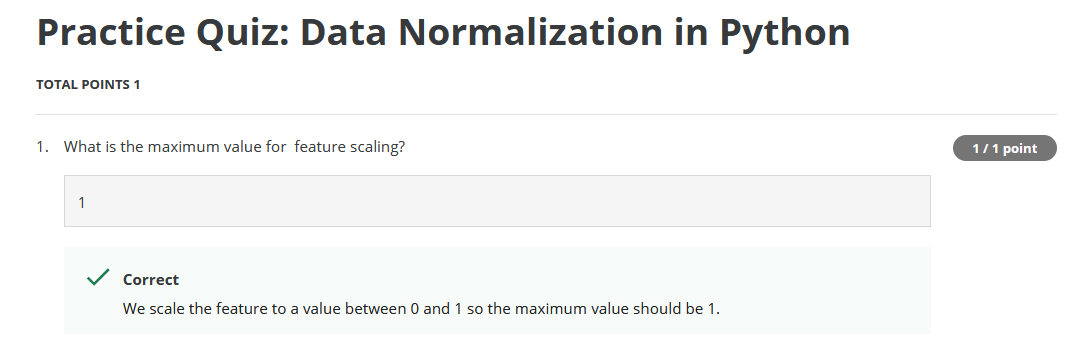 Practice Quiz: Data Normalization in Python
TOTAL POINTS 1
1. What is the maximum value for feature scaling?
1 / 1 point
1
Correct
We scale the feature to a value between 0 and 1 so the maximum value should be 1.